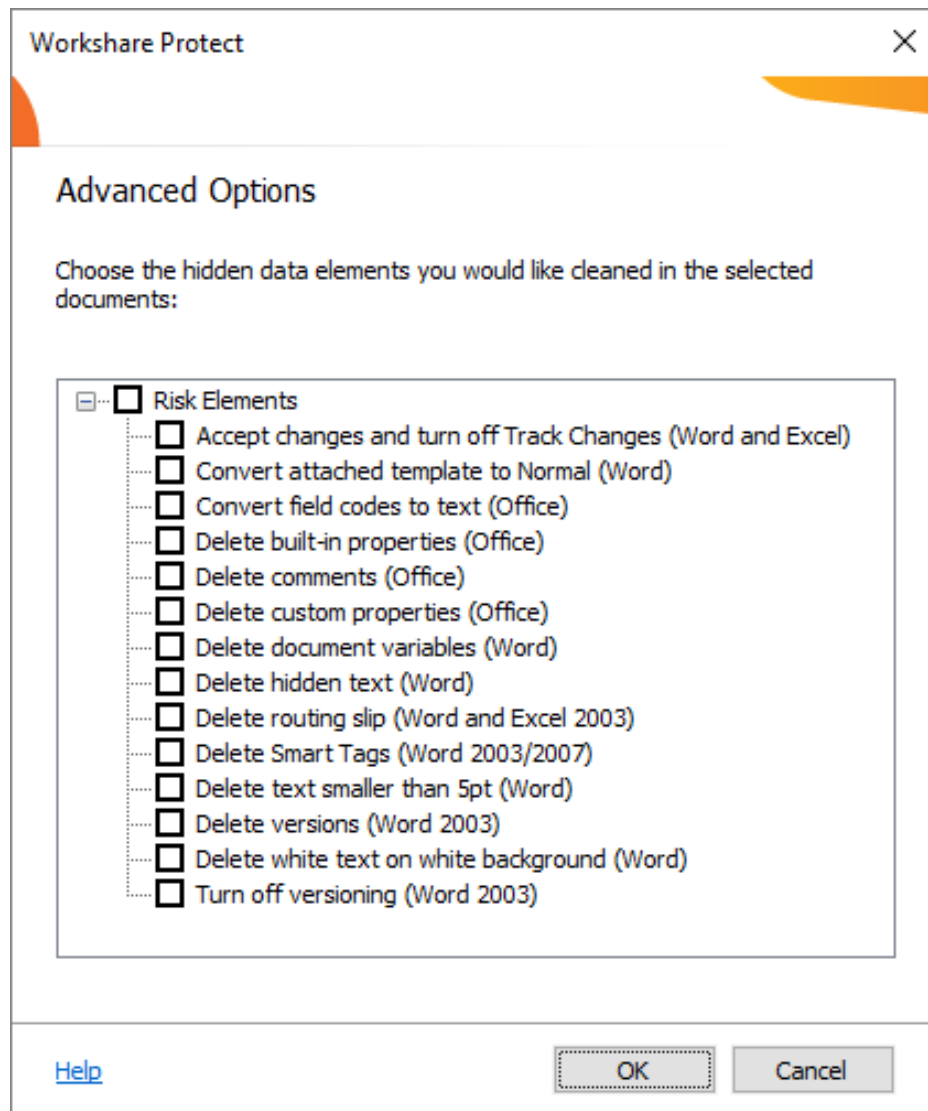 Workshare Protect
Advanced Options
Choose the hidden data elements you would like cleaned in the selected
documents:
Risk Elements
Accept changes and turn off Track Changes (Word and Excel)
Convert attached template to Normal (Word)
Convert field codes to text (Office)
Delete built-in properties (Office)
Delete comments (Office)
Delete custom properties (Office)
Delete document variables (Word)
Delete hidden text (Word)
Delete routing slip (Word and Excel 2003)
Delete Smart Tags (Word 2003/2007)
Delete text smaller than 5pt (Word)
Delete versions (Word 2003)
Delete white text on white background (Word)
Turn off versioning (Word 2003)
Help
OK
Cancel